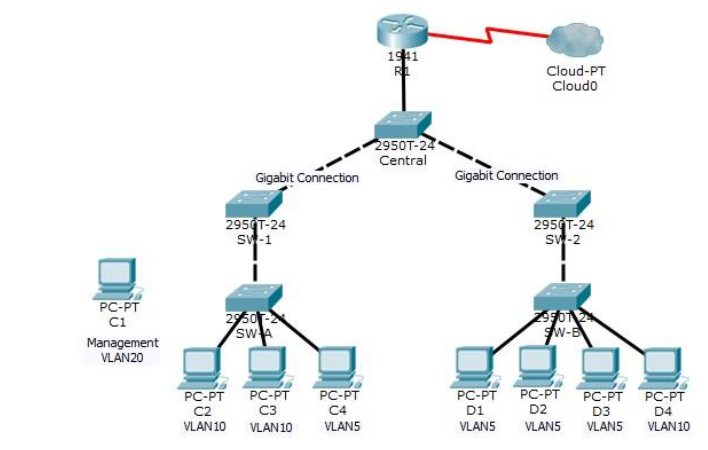 1941
R1
Cloud-PT
Cloud0
2950T-24
Central
Gigabit Connection
Gigabit Connection
2950T-24
SW-1
2950T-24
SW-2
PC-PT
C1
Management
VLAN20
2950T-24
SW-A
2950T-24
SW-B
PC-PT
C2
VLAN10
PC-PT
C3
VLAN10
PC-PT
C4
VLAN5
PC-PT
D1
VLAN5
PC-PT
D2
VLAN5
PC-PT
D3
VLAN5
PC-PT
D4
VLAN10